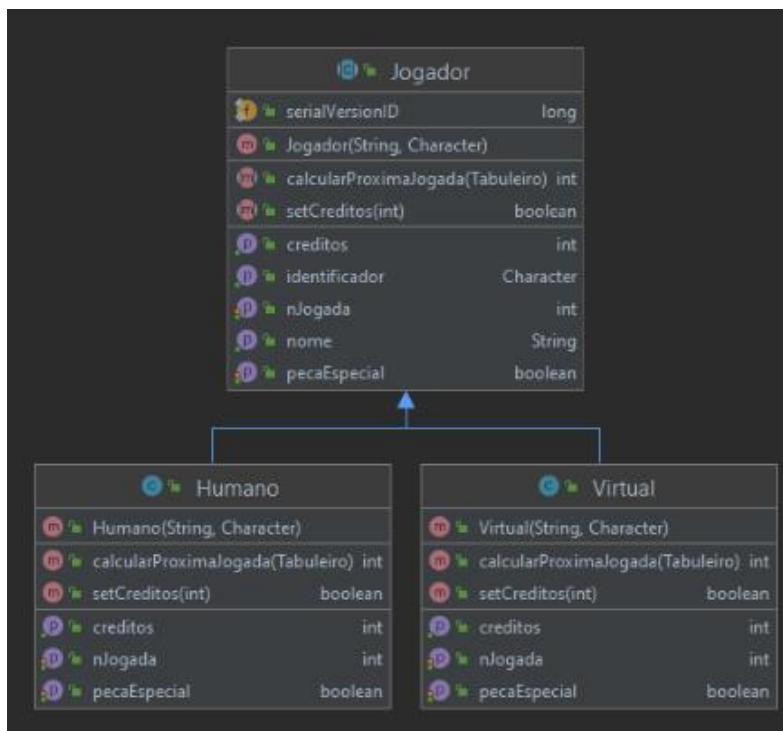 Jogador
serialVersionID long
Jogador(String, Character)
calcularProximaJogada(Tabuleiro) int
setCreditos(int) boolean
creditos int
identificador Character
nJogada int
nome String
pecaEspecial boolean
Humano
Humano(String, Character)
calcularProximaJogada(Tabuleiro) int
setCreditos(int) boolean
creditos int
nJogada int
pecaEspecial boolean
Virtual
Virtual(String, Character)
calcularProximaJogada(Tabuleiro) int
setCreditos(int) boolean
creditos int
nJogada int
pecaEspecial boolean